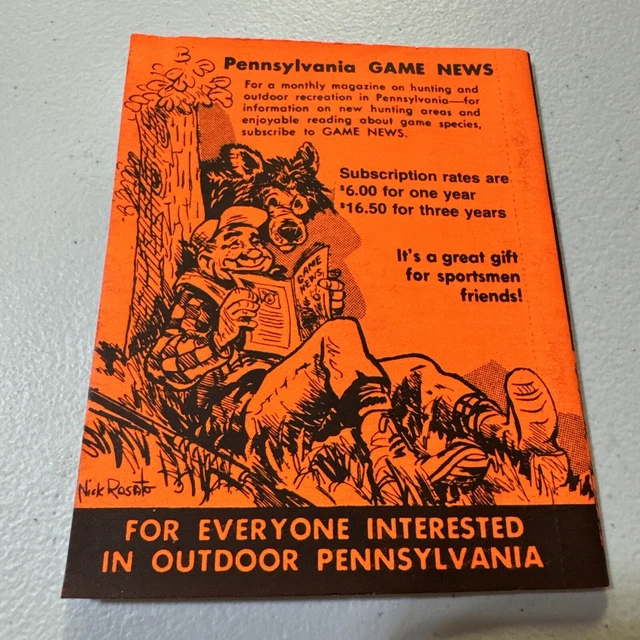 Pennsylvania GAME NEWS
For a monthly magazine on hunting and
outdoor recreation in Pennsylvania—for
information on new hunting areas and
enjoyable reading about game species,
subscribe to GAME NEWS.
Subscription rates are
$6.00 for one year
$16.50 for three years
It's a great gift
for sportsmen
friends!
GAME
NEWS
Nick Rosato
FOR EVERYONE INTERESTED
IN OUTDOOR PENNSYLVANIA